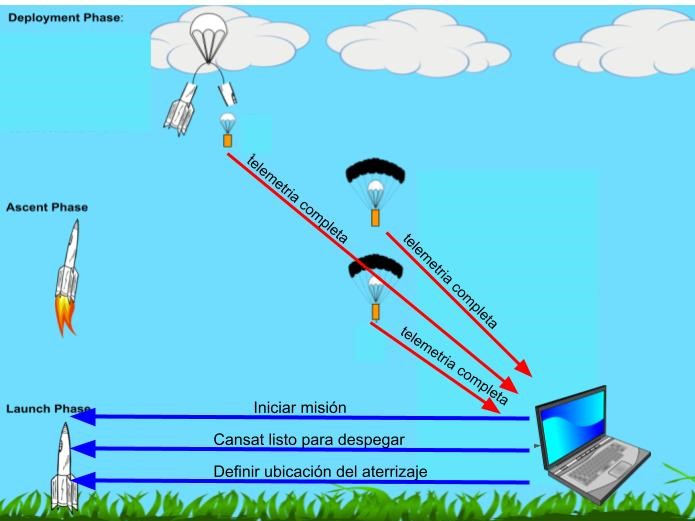 Deployment Phase:
telemetria completa
Ascent Phase
telemetria completa
telemetria completa
Launch Phase
Iniciar misión
Cansat listo para despegar
Definir ubicación del aterrizaje